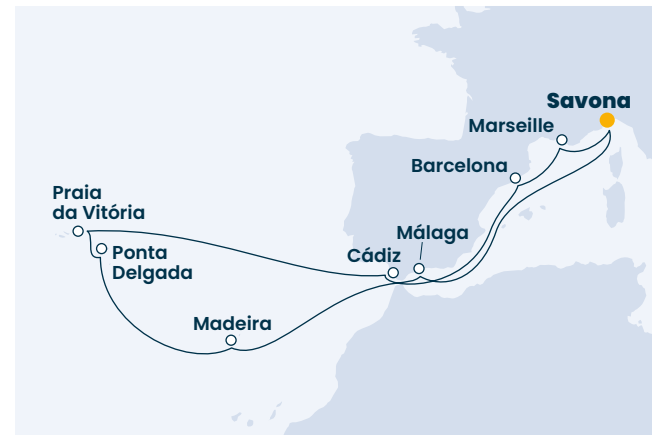 Savona
Marseille
Barcelona
Praia
da Vitória
Málaga
Cádiz
Ponta
Delgada
Madeira